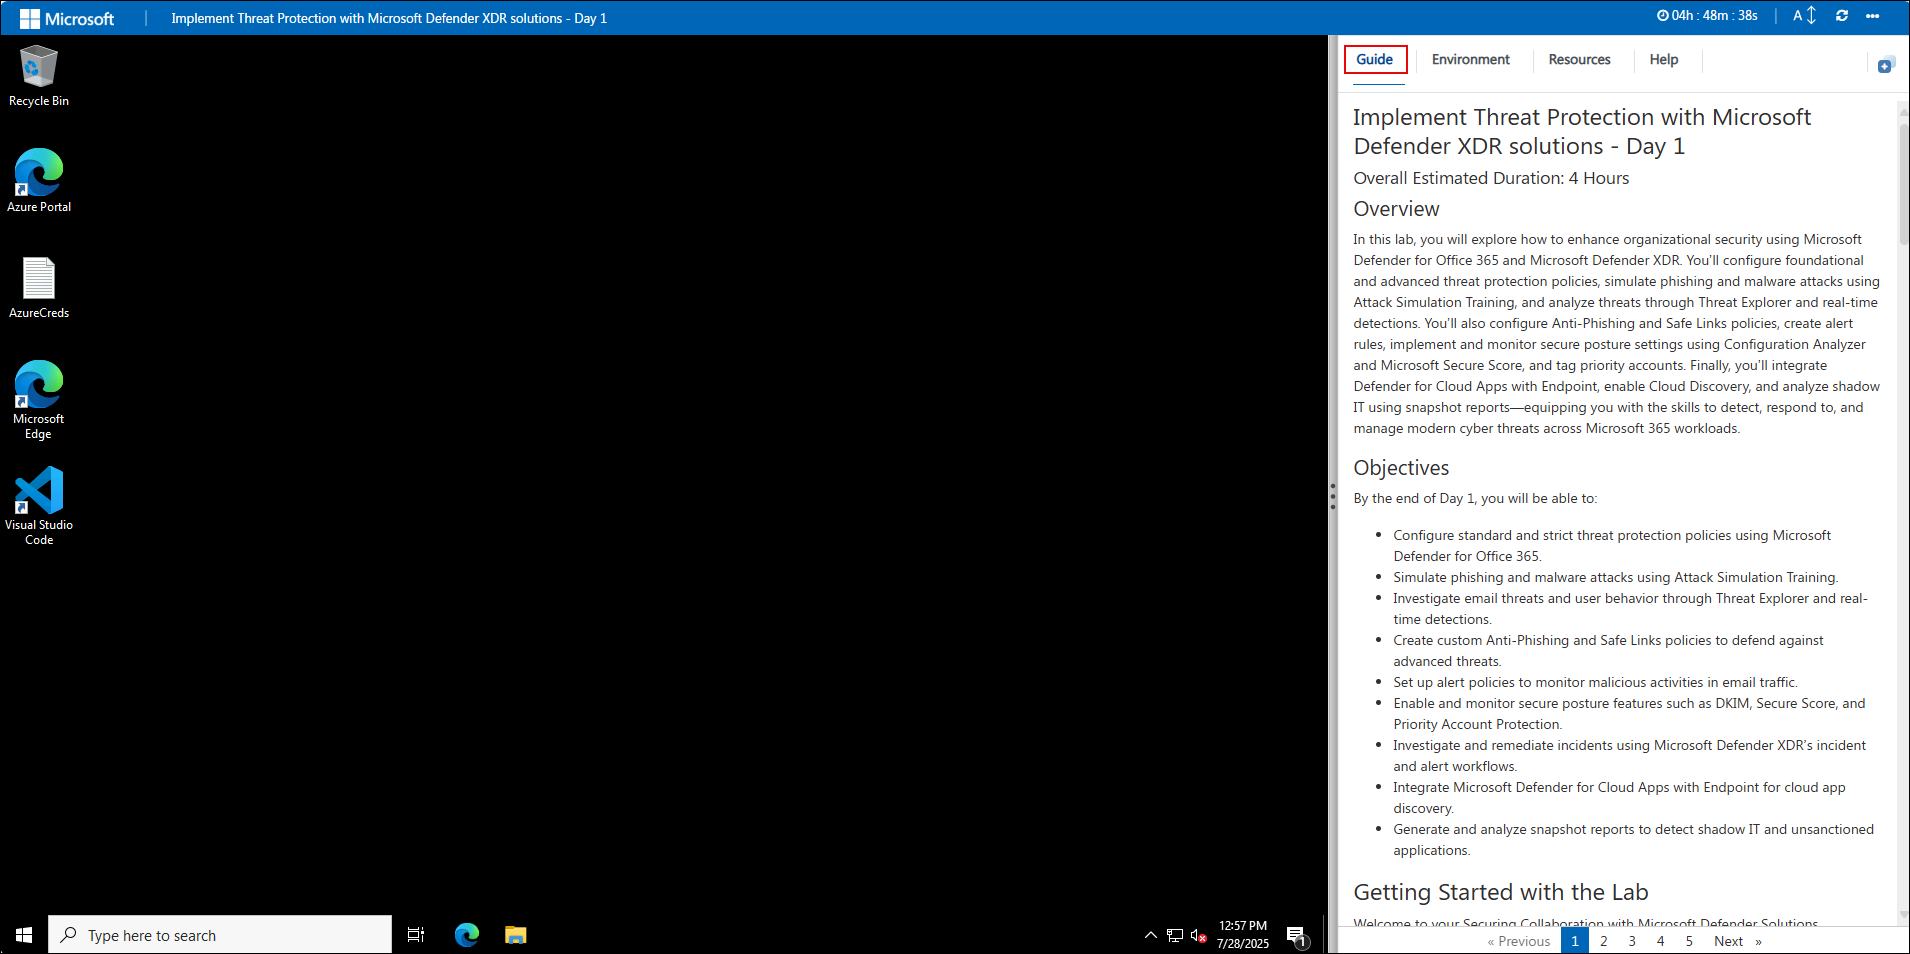 Microsoft | Implement Threat Protection with Microsoft Defender XDR solutions - Day 1
04h : 48m : 38s | A
Recycle Bin
Azure Portal
AzureCreds
Microsoft
Edge
Visual Studio
Code
Type here to search
12:57 PM
7/28/2025
1
Guide
Environment
Resources
Help
Implement Threat Protection with Microsoft
Defender XDR solutions - Day 1
Overall Estimated Duration: 4 Hours
Overview
In this lab, you will explore how to enhance organizational security using Microsoft
Defender for Office 365 and Microsoft Defender XDR. You'll configure foundational
and advanced threat protection policies, simulate phishing and malware attacks using
Attack Simulation Training, and analyze threats through Threat Explorer and real-time
detections. You'll also configure Anti-Phishing and Safe Links policies, create alert
rules, implement and monitor secure posture settings using Configuration Analyzer
and Microsoft Secure Score, and tag priority accounts. Finally, you'll integrate
Defender for Cloud Apps with Endpoint, enable Cloud Discovery, and analyze shadow
IT using snapshot reports—equipping you with the skills to detect, respond to, and
manage modern cyber threats across Microsoft 365 workloads.
Objectives
By the end of Day 1, you will be able to:
• Configure standard and strict threat protection policies using Microsoft
Defender for Office 365.
• Simulate phishing and malware attacks using Attack Simulation Training.
• Investigate email threats and user behavior through Threat Explorer and real-
time detections.
• Create custom Anti-Phishing and Safe Links policies to defend against
advanced threats.
• Set up alert policies to monitor malicious activities in email traffic.
• Enable and monitor secure posture features such as DKIM, Secure Score, and
Priority Account Protection.
• Investigate and remediate incidents using Microsoft Defender XDR's incident
and alert workflows.
• Integrate Microsoft Defender for Cloud Apps with Endpoint for cloud app
discovery.
• Generate and analyze snapshot reports to detect shadow IT and unsanctioned
applications.
Getting Started with the Lab
Welcome to your Securing Collaboration with Microsoft Defender Solutions
« Previous 1 2 3 4 5 Next »